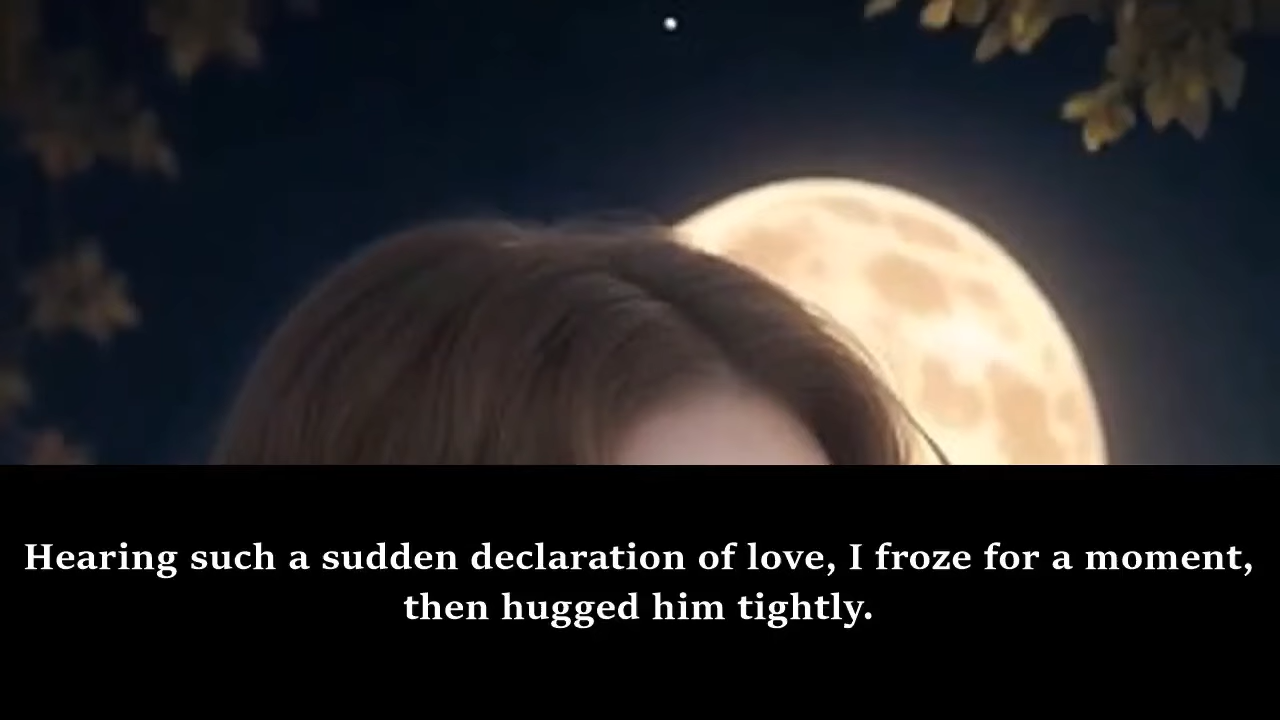 Hearing such a sudden declaration of love, I froze for a moment,
then hugged him tightly.